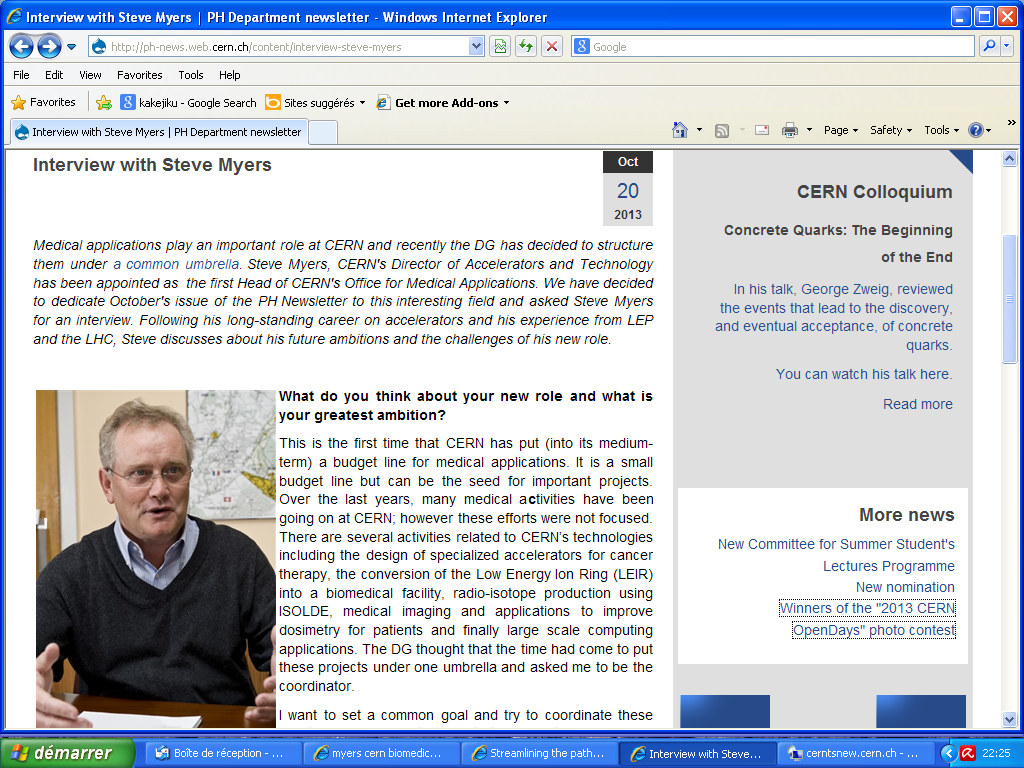 Interview with Steve Myers | PH Department newsletter - Windows Internet Explorer
http://ph-news.web.cern.ch/content/interview-steve-myers
Google
File Edit View Favorites Tools Help
Favorites kakejiku - Google Search Sites suggérés Get more Add-ons
Interview with Steve Myers | PH Department newsletter
Page Safety Tools
Interview with Steve Myers
Oct
20
2013
Medical applications play an important role at CERN and recently the DG has decided to structure
them under a common umbrella. Steve Myers, CERN's Director of Accelerators and Technology
has been appointed as the first Head of CERN's Office for Medical Applications. We have decided
to dedicate October's issue of the PH Newsletter to this interesting field and asked Steve Myers
for an interview. Following his long-standing career on accelerators and his experience from LEP
and the LHC, Steve discusses about his future ambitions and the challenges of his new role.
What do you think about your new role and what is
your greatest ambition?
This is the first time that CERN has put (into its medium-
term) a budget line for medical applications. It is a small
budget line but can be the seed for important projects.
Over the last years, many medical activities have been
going on at CERN; however these efforts were not focused.
There are several activities related to CERN's technologies
including the design of specialized accelerators for cancer
therapy, the conversion of the Low Energy Ion Ring (LEIR)
into a biomedical facility, radio-isotope production using
ISOLDE, medical imaging and applications to improve
dosimetry for patients and finally large scale computing
applications. The DG thought that the time had come to put
these projects under one umbrella and asked me to be the
coordinator.
I want to set a common goal and try to coordinate these
CERN Colloquium
Concrete Quarks: The Beginning
of the End
In his talk, George Zweig, reviewed
the events that lead to the discovery,
and eventual acceptance, of concrete
quarks.
You can watch his talk here.
Read more
More news
New Committee for Summer Student's
Lectures Programme
New nomination
Winners of the "2013 CERN
OpenDays" photo contest
démarrer Boîte de réception - ... myers cern biomedic... Streamlining the path... Interview with Steve... cerntsnew.cern.ch - ... 22:25